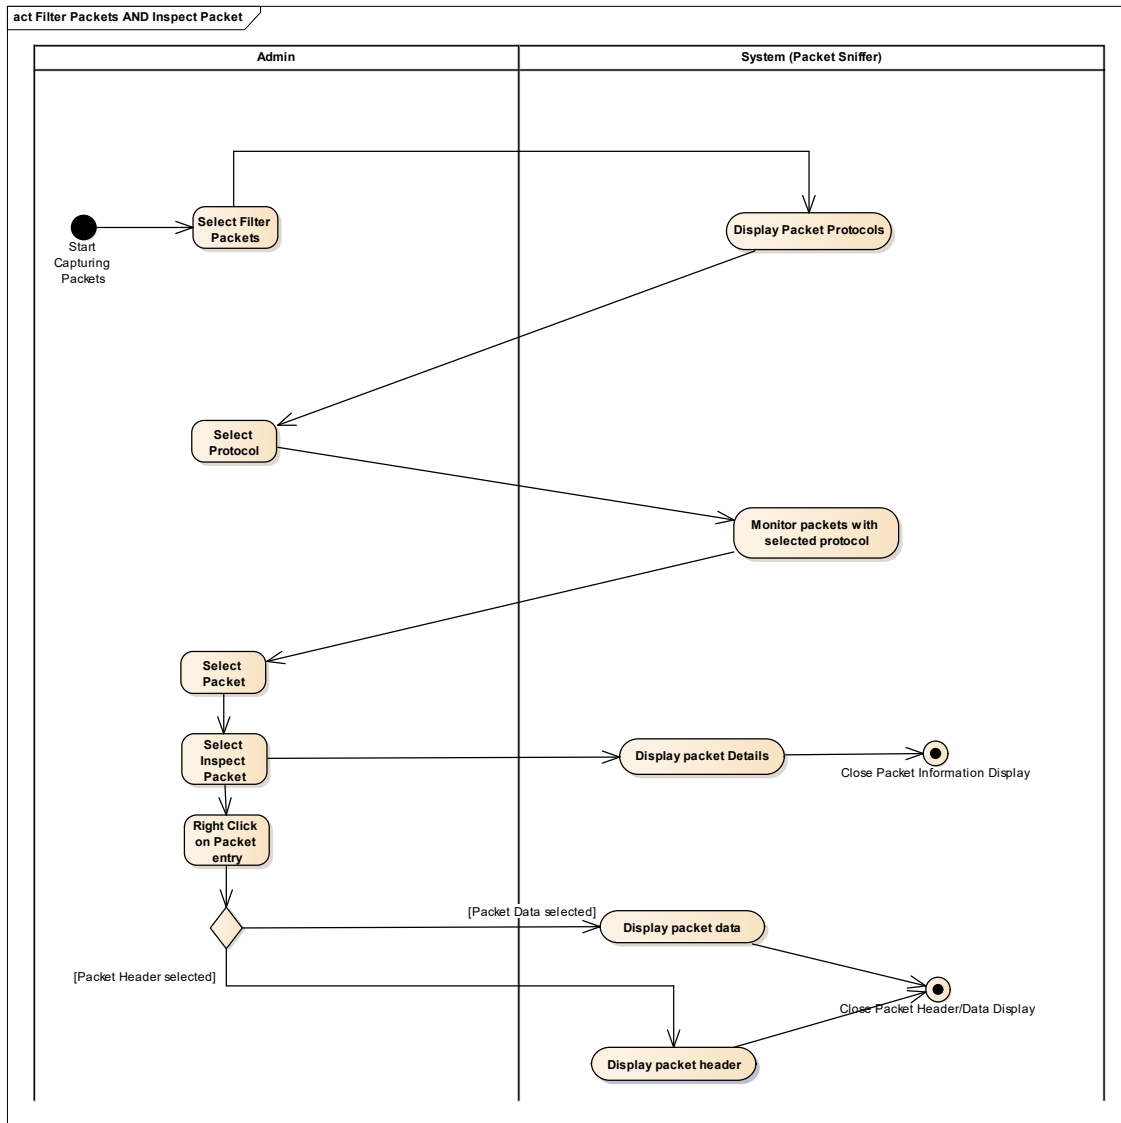 act Filter Packets AND Inspect Packet
Admin
System (Packet Sniffer)
Select Filter
Packets
Display Packet Protocols
Start
Capturing
Packets
Select
Protocol
Monitor packets with
selected protocol
Select
Packet
Select
Inspect
Packet
Display packet Details
Close Packet Information Display
Right Click
on Packet
entry
[Packet Data selected]
Display packet data
[Packet Header selected]
Close Packet Header/Data Display
Display packet header